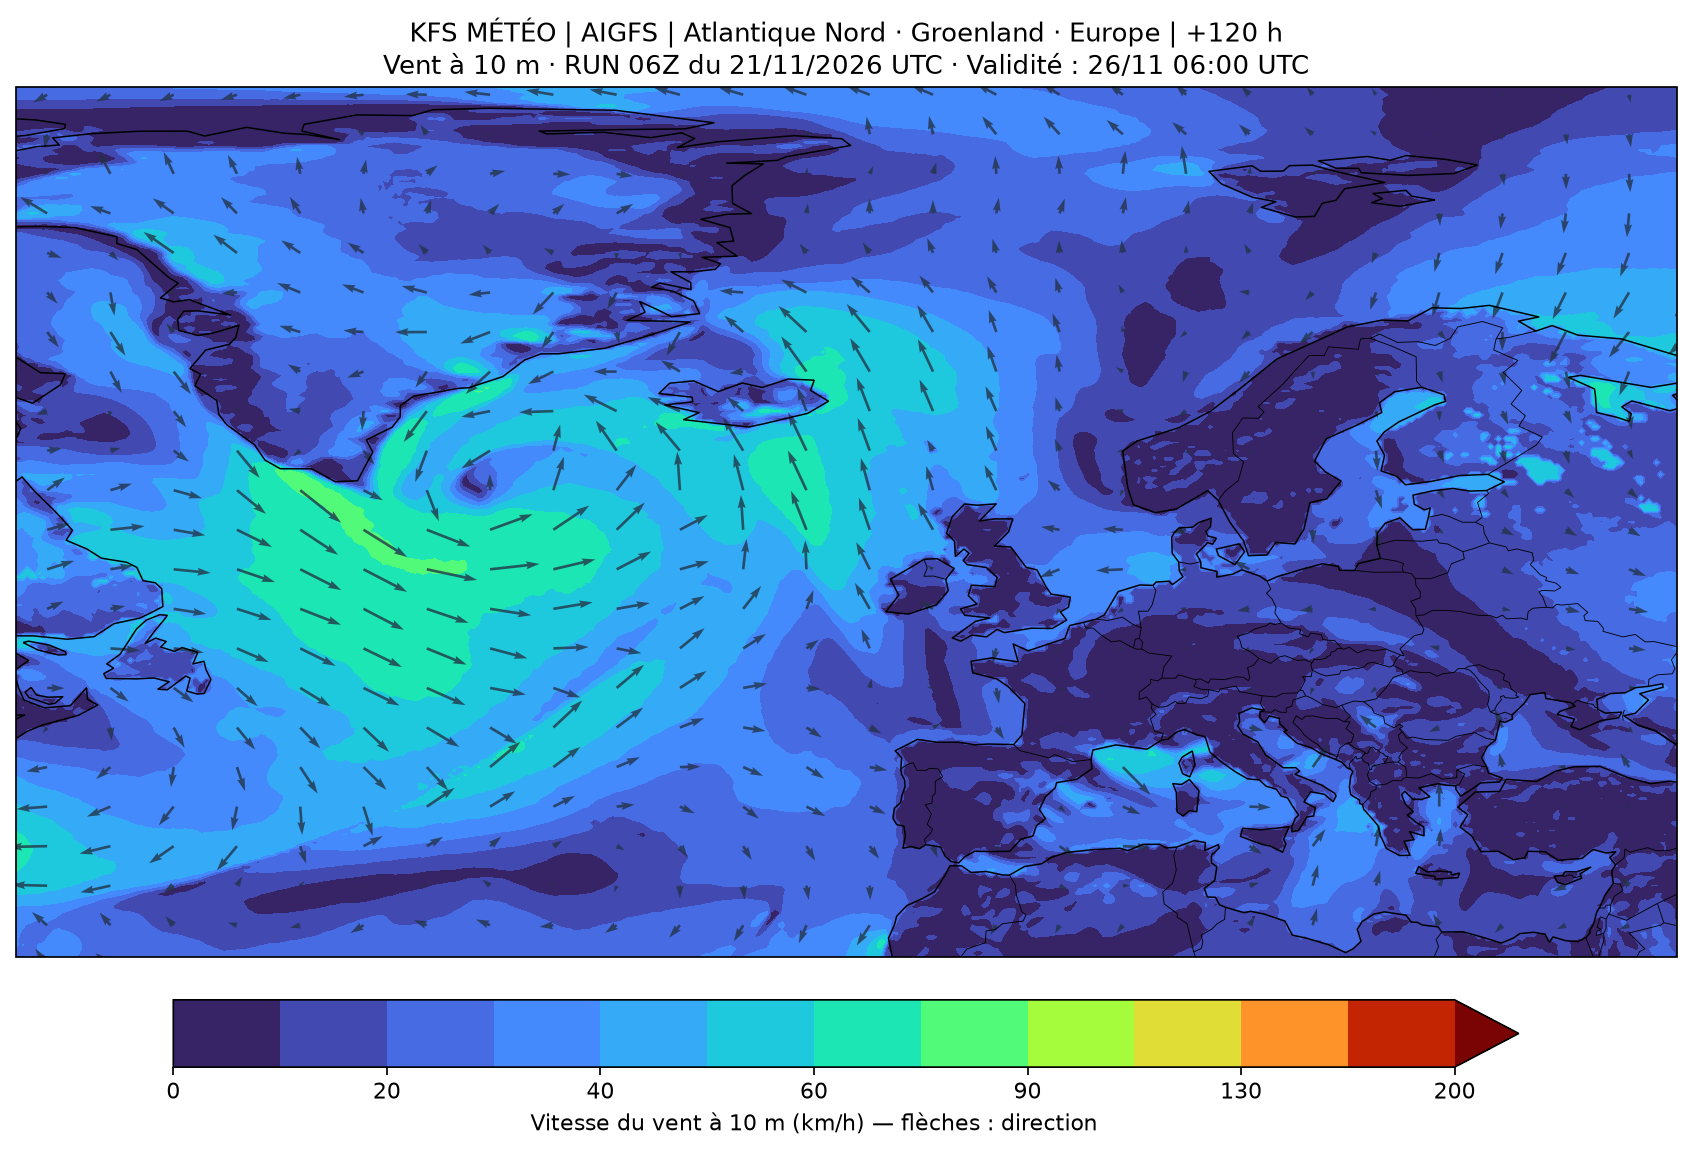 KFS MÉTÉO | AIGFS | Atlantique Nord · Groenland · Europe | +120 h
Vent à 10 m · RUN 06Z du 21/11/2026 UTC · Validité : 26/11 06:00 UTC
0 20 40 60 90 130 200
Vitesse du vent à 10 m (km/h) — flèches : direction